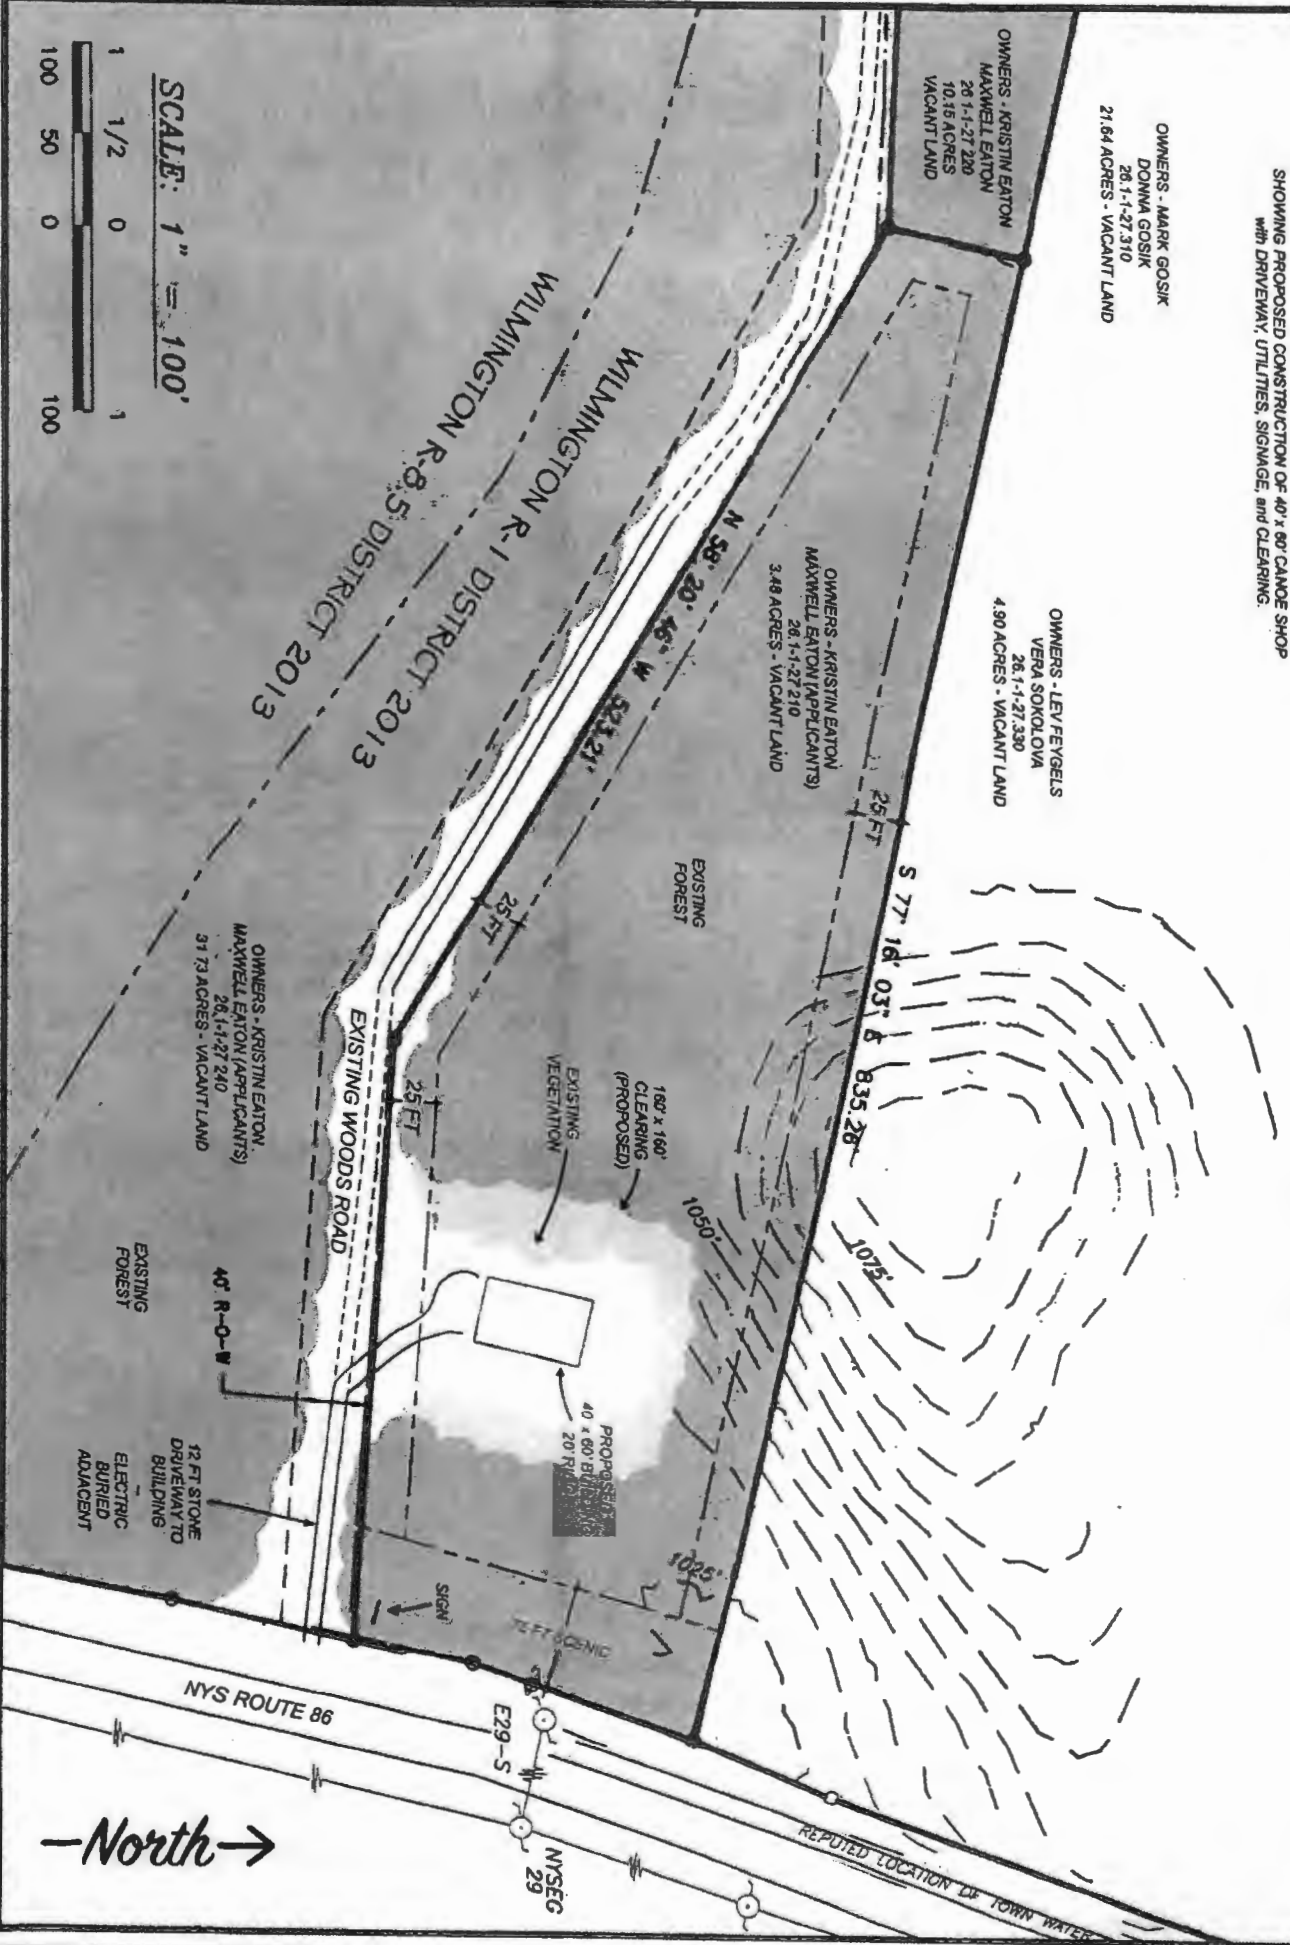 SHOWING PROPOSED CONSTRUCTION OF 40' x 60' CANOE SHOP
with DRIVEWAY, UTILITIES, SIGNAGE, and CLEARING.
OWNERS - MARK GOSIK
DONNA GOSIK
26.1-1-27.310
21.64 ACRES - VACANT LAND
OWNERS - KRISTIN EATON
MAXWELL EATON
26 1-1-27 220
10.15 ACRES
VACANT LAND
OWNERS - LEV FEYGELS
VERA SOKOLOVA
26.1-1-27.330
4.90 ACRES - VACANT LAND
OWNERS - KRISTIN EATON
MAXWELL EATON (APPLICANTS)
26.1-1-27 210
3.48 ACRES - VACANT LAND
N 58° 20' 46" W 523.21'
S 77° 16' 03" E 835.28'
25 FT
25 FT
25 FT
EXISTING
FOREST
WILMINGTON R-1 DISTRICT 2013
WILMINGTON R-8.5 DISTRICT 2013
SCALE: 1" = 100'
1 1/2 0 1
100 50 0 100
OWNERS - KRISTIN EATON
MAXWELL EATON (APPLICANTS)
26.1-1-27 240
31 73 ACRES - VACANT LAND
EXISTING WOODS ROAD
160' x 160'
CLEARING
(PROPOSED)
EXISTING
VEGETATION
1050'
1075'
1025'
PROPOSED
40 x 60'
20'
EXISTING
FOREST
40' R-O-W
12 FT STONE
DRIVEWAY TO
BUILDING
-
ELECTRIC
BURIED
ADJACENT
SIGN
75 FT SCENIC
NYS ROUTE 86
E29-S
NYSEG
29
REPUTED LOCATION OF TOWN WATER
-North→